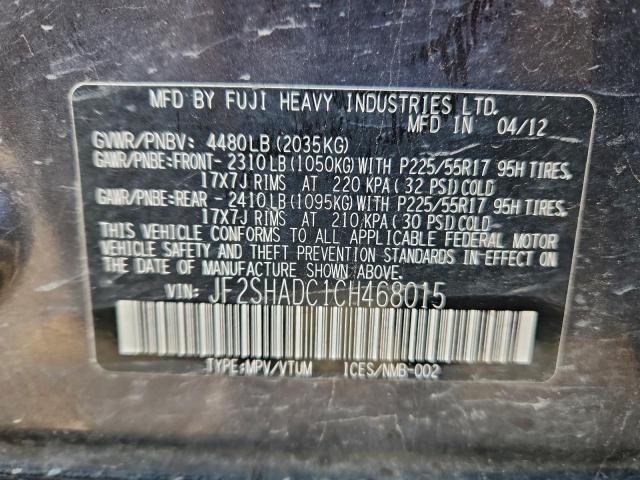 MFD BY FUJI HEAVY INDUSTRIES LTD.
MFD IN 04/12
GVWR/PNBV: 4480LB (2035KG)
GAWR/PNBE:FRONT- 2310LB (1050KG) WITH P225/55R17 95H TIRES,
17X7J RIMS AT 220 KPA (32 PSI) COLD
GAWR/PNBE:REAR - 2410LB (1095KG) WITH P225/55R17 95H TIRES,
17X7J RIMS AT 210 KPA (30 PSI) COLD
THIS VEHICLE CONFORMS TO ALL APPLICABLE FEDERAL MOTOR
VEHICLE SAFETY AND THEFT PREVENTION STANDARDS IN EFFECT ON
THE DATE OF MANUFACTURE SHOWN ABOVE.
VIN: JF2SHADC1CH468015
TYPE:MPV/VTUM ICES/NMB-002